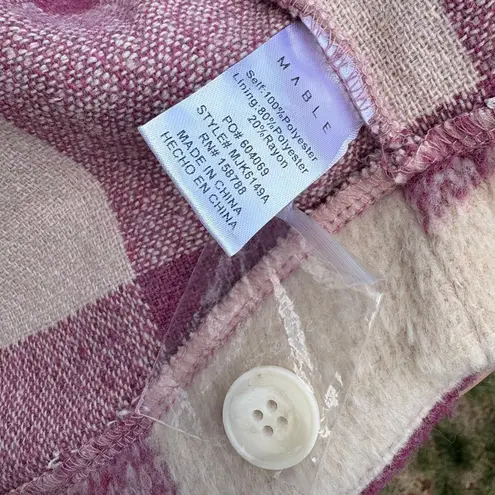 MABLE
Self:100%Polyester
Lining:80%Polyester
20%Rayon
PO# 604069
STYLE# MJK6149A
RN# 158788
MADE IN CHINA
HECHO EN CHINA